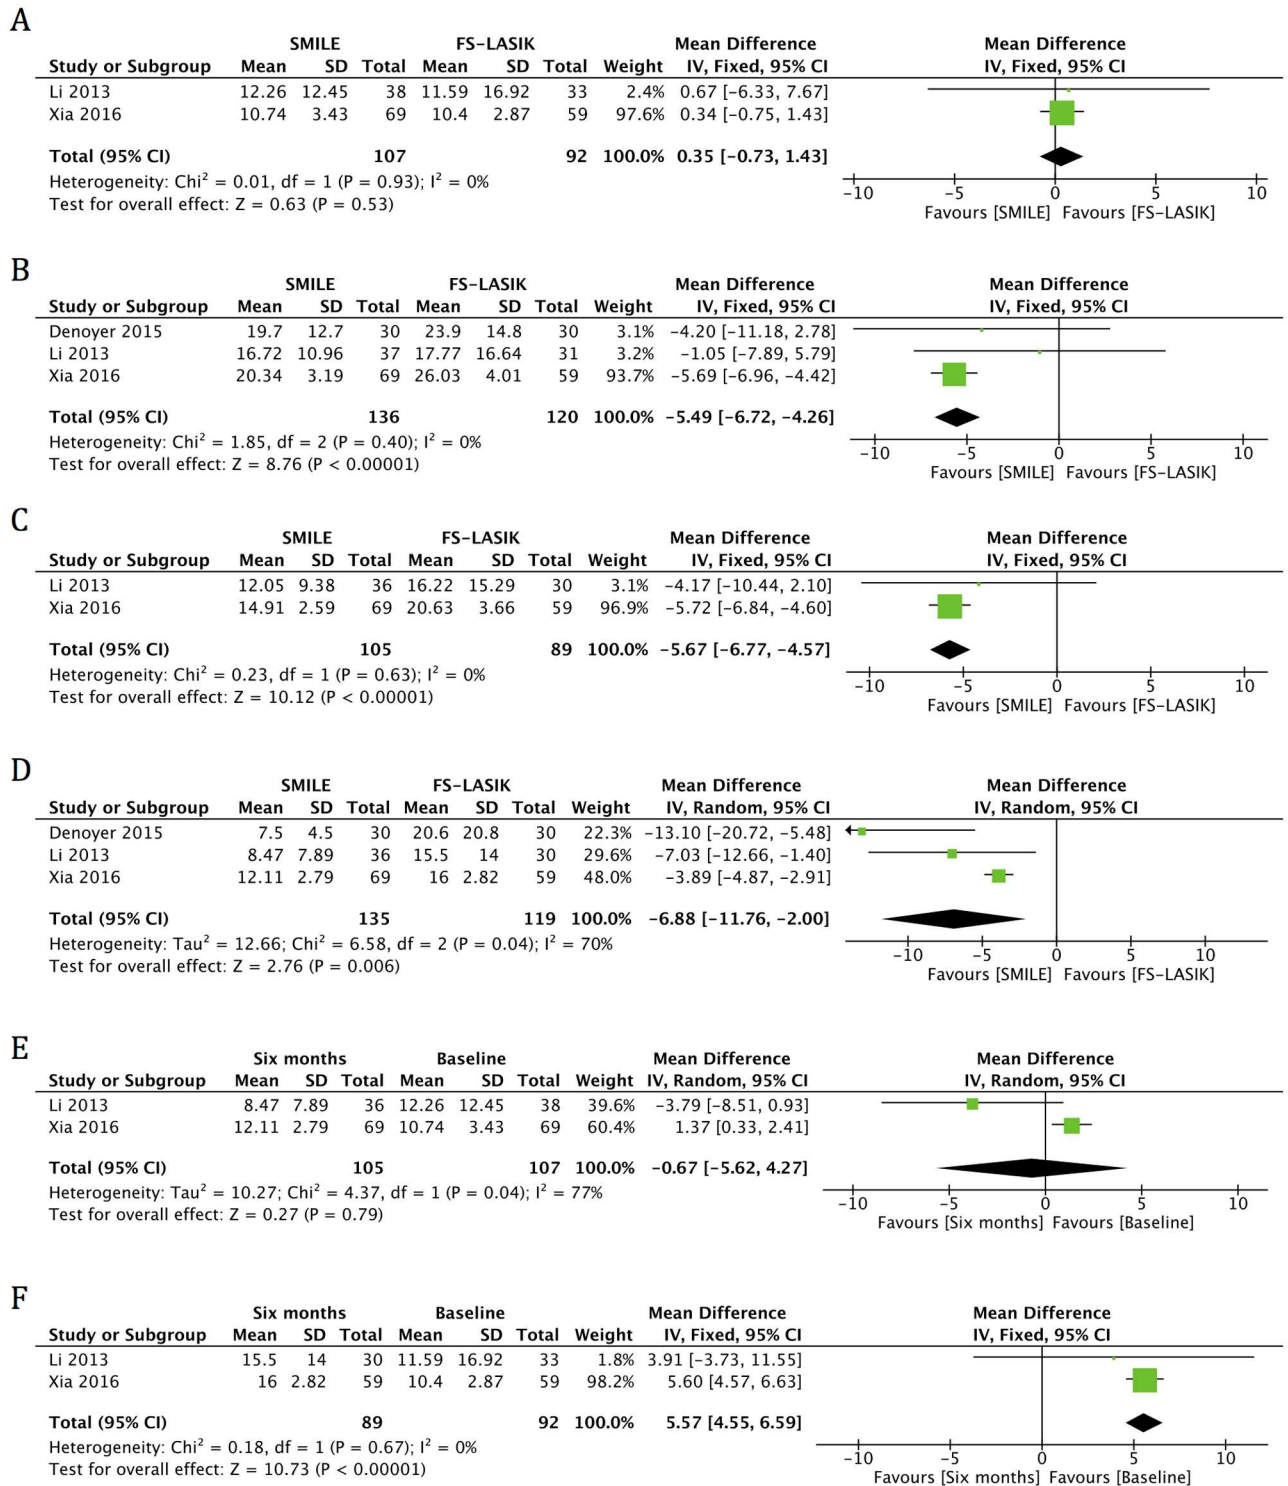 A
SMILE FS-LASIK Mean Difference Mean Difference
Study or Subgroup Mean SD Total Mean SD Total Weight IV, Fixed, 95% CI IV, Fixed, 95% CI
Li 2013 12.26 12.45 38 11.59 16.92 33 2.4% 0.67 [−6.33, 7.67]
Xia 2016 10.74 3.43 69 10.4 2.87 59 97.6% 0.34 [−0.75, 1.43]
Total (95% CI) 107 92 100.0% 0.35 [−0.73, 1.43]
Heterogeneity: Chi² = 0.01, df = 1 (P = 0.93); I² = 0%
Test for overall effect: Z = 0.63 (P = 0.53)
−10 −5 0 5 10
Favours [SMILE] Favours [FS-LASIK]
B
SMILE FS-LASIK Mean Difference Mean Difference
Study or Subgroup Mean SD Total Mean SD Total Weight IV, Fixed, 95% CI IV, Fixed, 95% CI
Denoyer 2015 19.7 12.7 30 23.9 14.8 30 3.1% −4.20 [−11.18, 2.78]
Li 2013 16.72 10.96 37 17.77 16.64 31 3.2% −1.05 [−7.89, 5.79]
Xia 2016 20.34 3.19 69 26.03 4.01 59 93.7% −5.69 [−6.96, −4.42]
Total (95% CI) 136 120 100.0% −5.49 [−6.72, −4.26]
Heterogeneity: Chi² = 1.85, df = 2 (P = 0.40); I² = 0%
Test for overall effect: Z = 8.76 (P < 0.00001)
−10 −5 0 5 10
Favours [SMILE] Favours [FS-LASIK]
C
SMILE FS-LASIK Mean Difference Mean Difference
Study or Subgroup Mean SD Total Mean SD Total Weight IV, Fixed, 95% CI IV, Fixed, 95% CI
Li 2013 12.05 9.38 36 16.22 15.29 30 3.1% −4.17 [−10.44, 2.10]
Xia 2016 14.91 2.59 69 20.63 3.66 59 96.9% −5.72 [−6.84, −4.60]
Total (95% CI) 105 89 100.0% −5.67 [−6.77, −4.57]
Heterogeneity: Chi² = 0.23, df = 1 (P = 0.63); I² = 0%
Test for overall effect: Z = 10.12 (P < 0.00001)
−10 −5 0 5 10
Favours [SMILE] Favours [FS-LASIK]
D
SMILE FS-LASIK Mean Difference Mean Difference
Study or Subgroup Mean SD Total Mean SD Total Weight IV, Random, 95% CI IV, Random, 95% CI
Denoyer 2015 7.5 4.5 30 20.6 20.8 30 22.3% −13.10 [−20.72, −5.48]
Li 2013 8.47 7.89 36 15.5 14 30 29.6% −7.03 [−12.66, −1.40]
Xia 2016 12.11 2.79 69 16 2.82 59 48.0% −3.89 [−4.87, −2.91]
Total (95% CI) 135 119 100.0% −6.88 [−11.76, −2.00]
Heterogeneity: Tau² = 12.66; Chi² = 6.58, df = 2 (P = 0.04); I² = 70%
Test for overall effect: Z = 2.76 (P = 0.006)
−10 −5 0 5 10
Favours [SMILE] Favours [FS-LASIK]
E
Six months Baseline Mean Difference Mean Difference
Study or Subgroup Mean SD Total Mean SD Total Weight IV, Random, 95% CI IV, Random, 95% CI
Li 2013 8.47 7.89 36 12.26 12.45 38 39.6% −3.79 [−8.51, 0.93]
Xia 2016 12.11 2.79 69 10.74 3.43 69 60.4% 1.37 [0.33, 2.41]
Total (95% CI) 105 107 100.0% −0.67 [−5.62, 4.27]
Heterogeneity: Tau² = 10.27; Chi² = 4.37, df = 1 (P = 0.04); I² = 77%
Test for overall effect: Z = 0.27 (P = 0.79)
−10 −5 0 5 10
Favours [Six months] Favours [Baseline]
F
Six months Baseline Mean Difference Mean Difference
Study or Subgroup Mean SD Total Mean SD Total Weight IV, Fixed, 95% CI IV, Fixed, 95% CI
Li 2013 15.5 14 30 11.59 16.92 33 1.8% 3.91 [−3.73, 11.55]
Xia 2016 16 2.82 59 10.4 2.87 59 98.2% 5.60 [4.57, 6.63]
Total (95% CI) 89 92 100.0% 5.57 [4.55, 6.59]
Heterogeneity: Chi² = 0.18, df = 1 (P = 0.67); I² = 0%
Test for overall effect: Z = 10.73 (P < 0.00001)
−10 −5 0 5 10
Favours [Six months] Favours [Baseline]